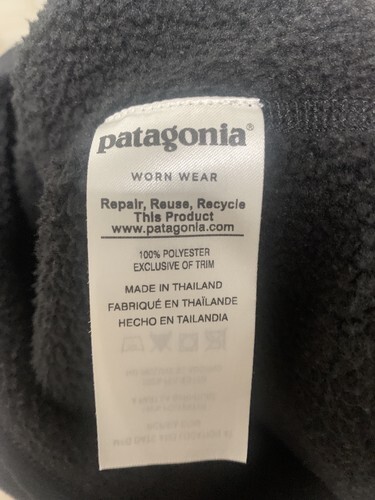 patagonia®
WORN WEAR
Repair, Reuse, Recycle
This Product
www.patagonia.com
100% POLYESTER
EXCLUSIVE OF TRIM
MADE IN THAILAND
FABRIQUÉ EN THAÏLANDE
HECHO EN TAILANDIA